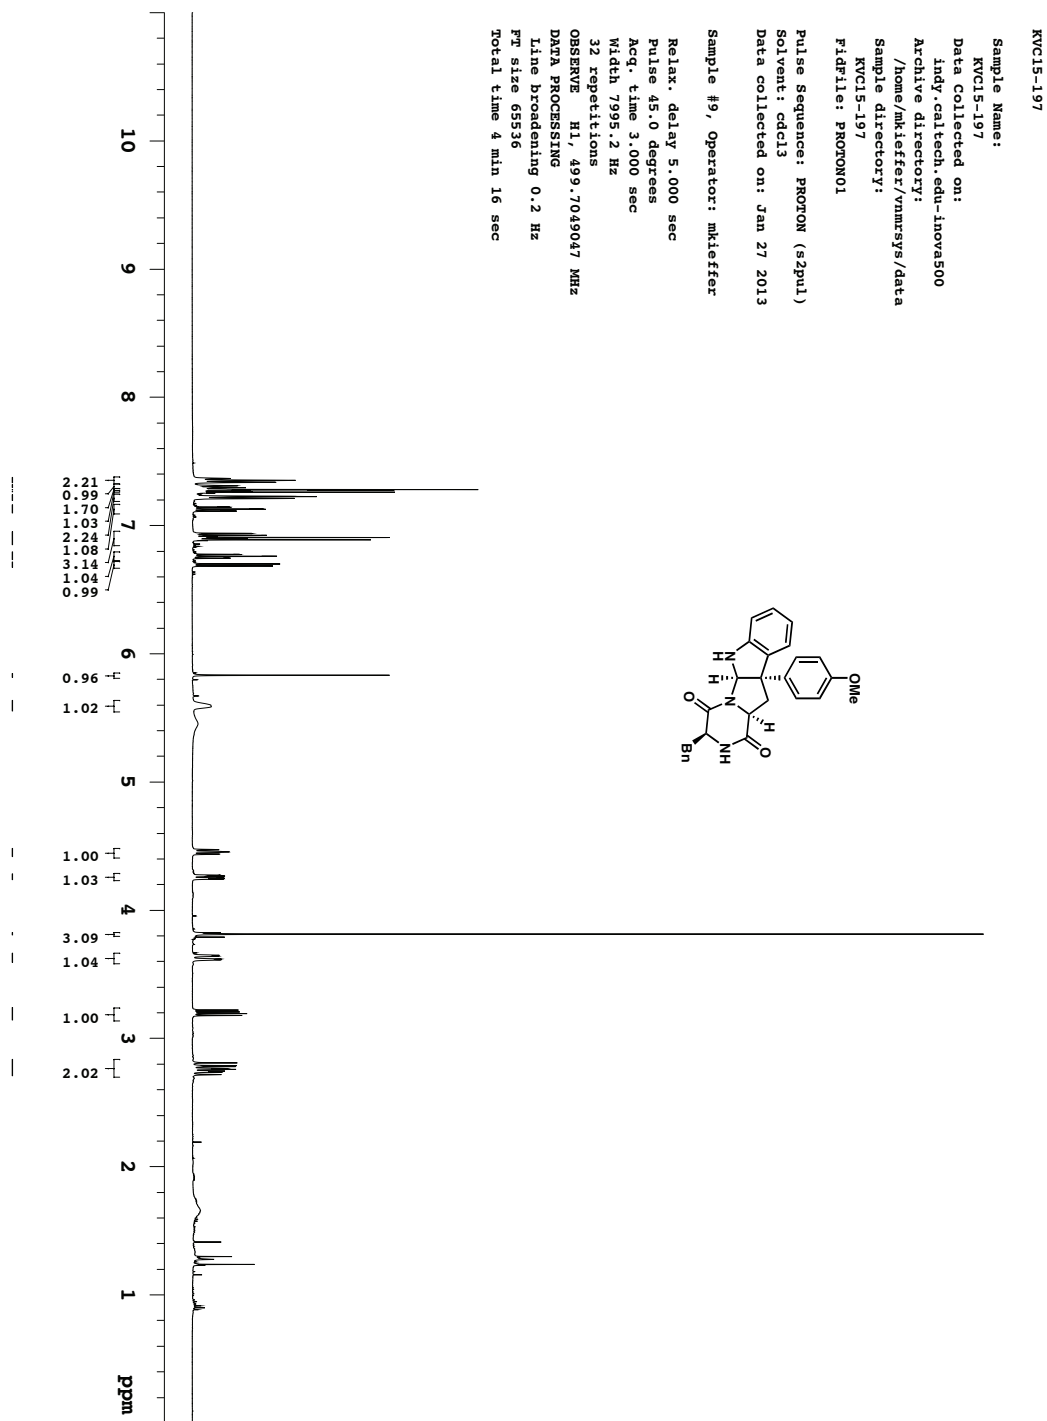 KVC15-197
Sample Name:
KVC15-197
Data Collected on:
indy.caltech.edu-inova500
Archive directory:
/home/mkieffer/vnmrsys/data
Sample directory:
KVC15-197
FidFile: PROTON01
Pulse Sequence: PROTON (s2pul)
Solvent: cdcl3
Data collected on: Jan 27 2013
Sample #9, Operator: mkieffer
Relax. delay 5.000 sec
Pulse 45.0 degrees
Acq. time 3.000 sec
Width 7995.2 Hz
32 repetitions
OBSERVE H1, 499.7049047 MHz
DATA PROCESSING
Line broadening 0.2 Hz
FT size 65536
Total time 4 min 16 sec
OMe
N
H
H
N
H
O
O
NH
Bn
10 9 8 7 6 5 4 3 2 1 ppm
2.21
0.99
1.70
1.03
2.24
1.08
3.14
1.04
0.99
0.96
1.02
1.00
1.03
3.09
1.04
1.00
2.02